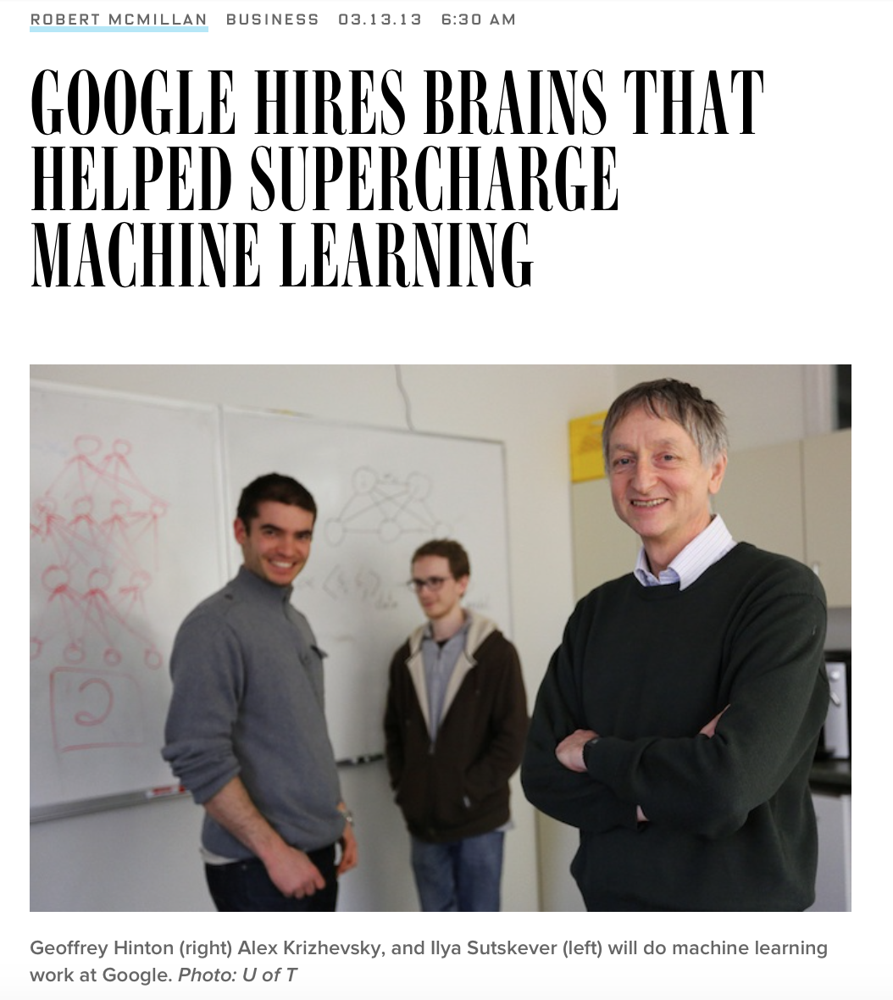 ROBERT MCMILLAN BUSINESS 03.13.13 6:30 AM
GOOGLE HIRES BRAINS THAT
HELPED SUPERCHARGE
MACHINE LEARNING
data
Geoffrey Hinton (right) Alex Krizhevsky, and Ilya Sutskever (left) will do machine learning
work at Google. Photo: U of T